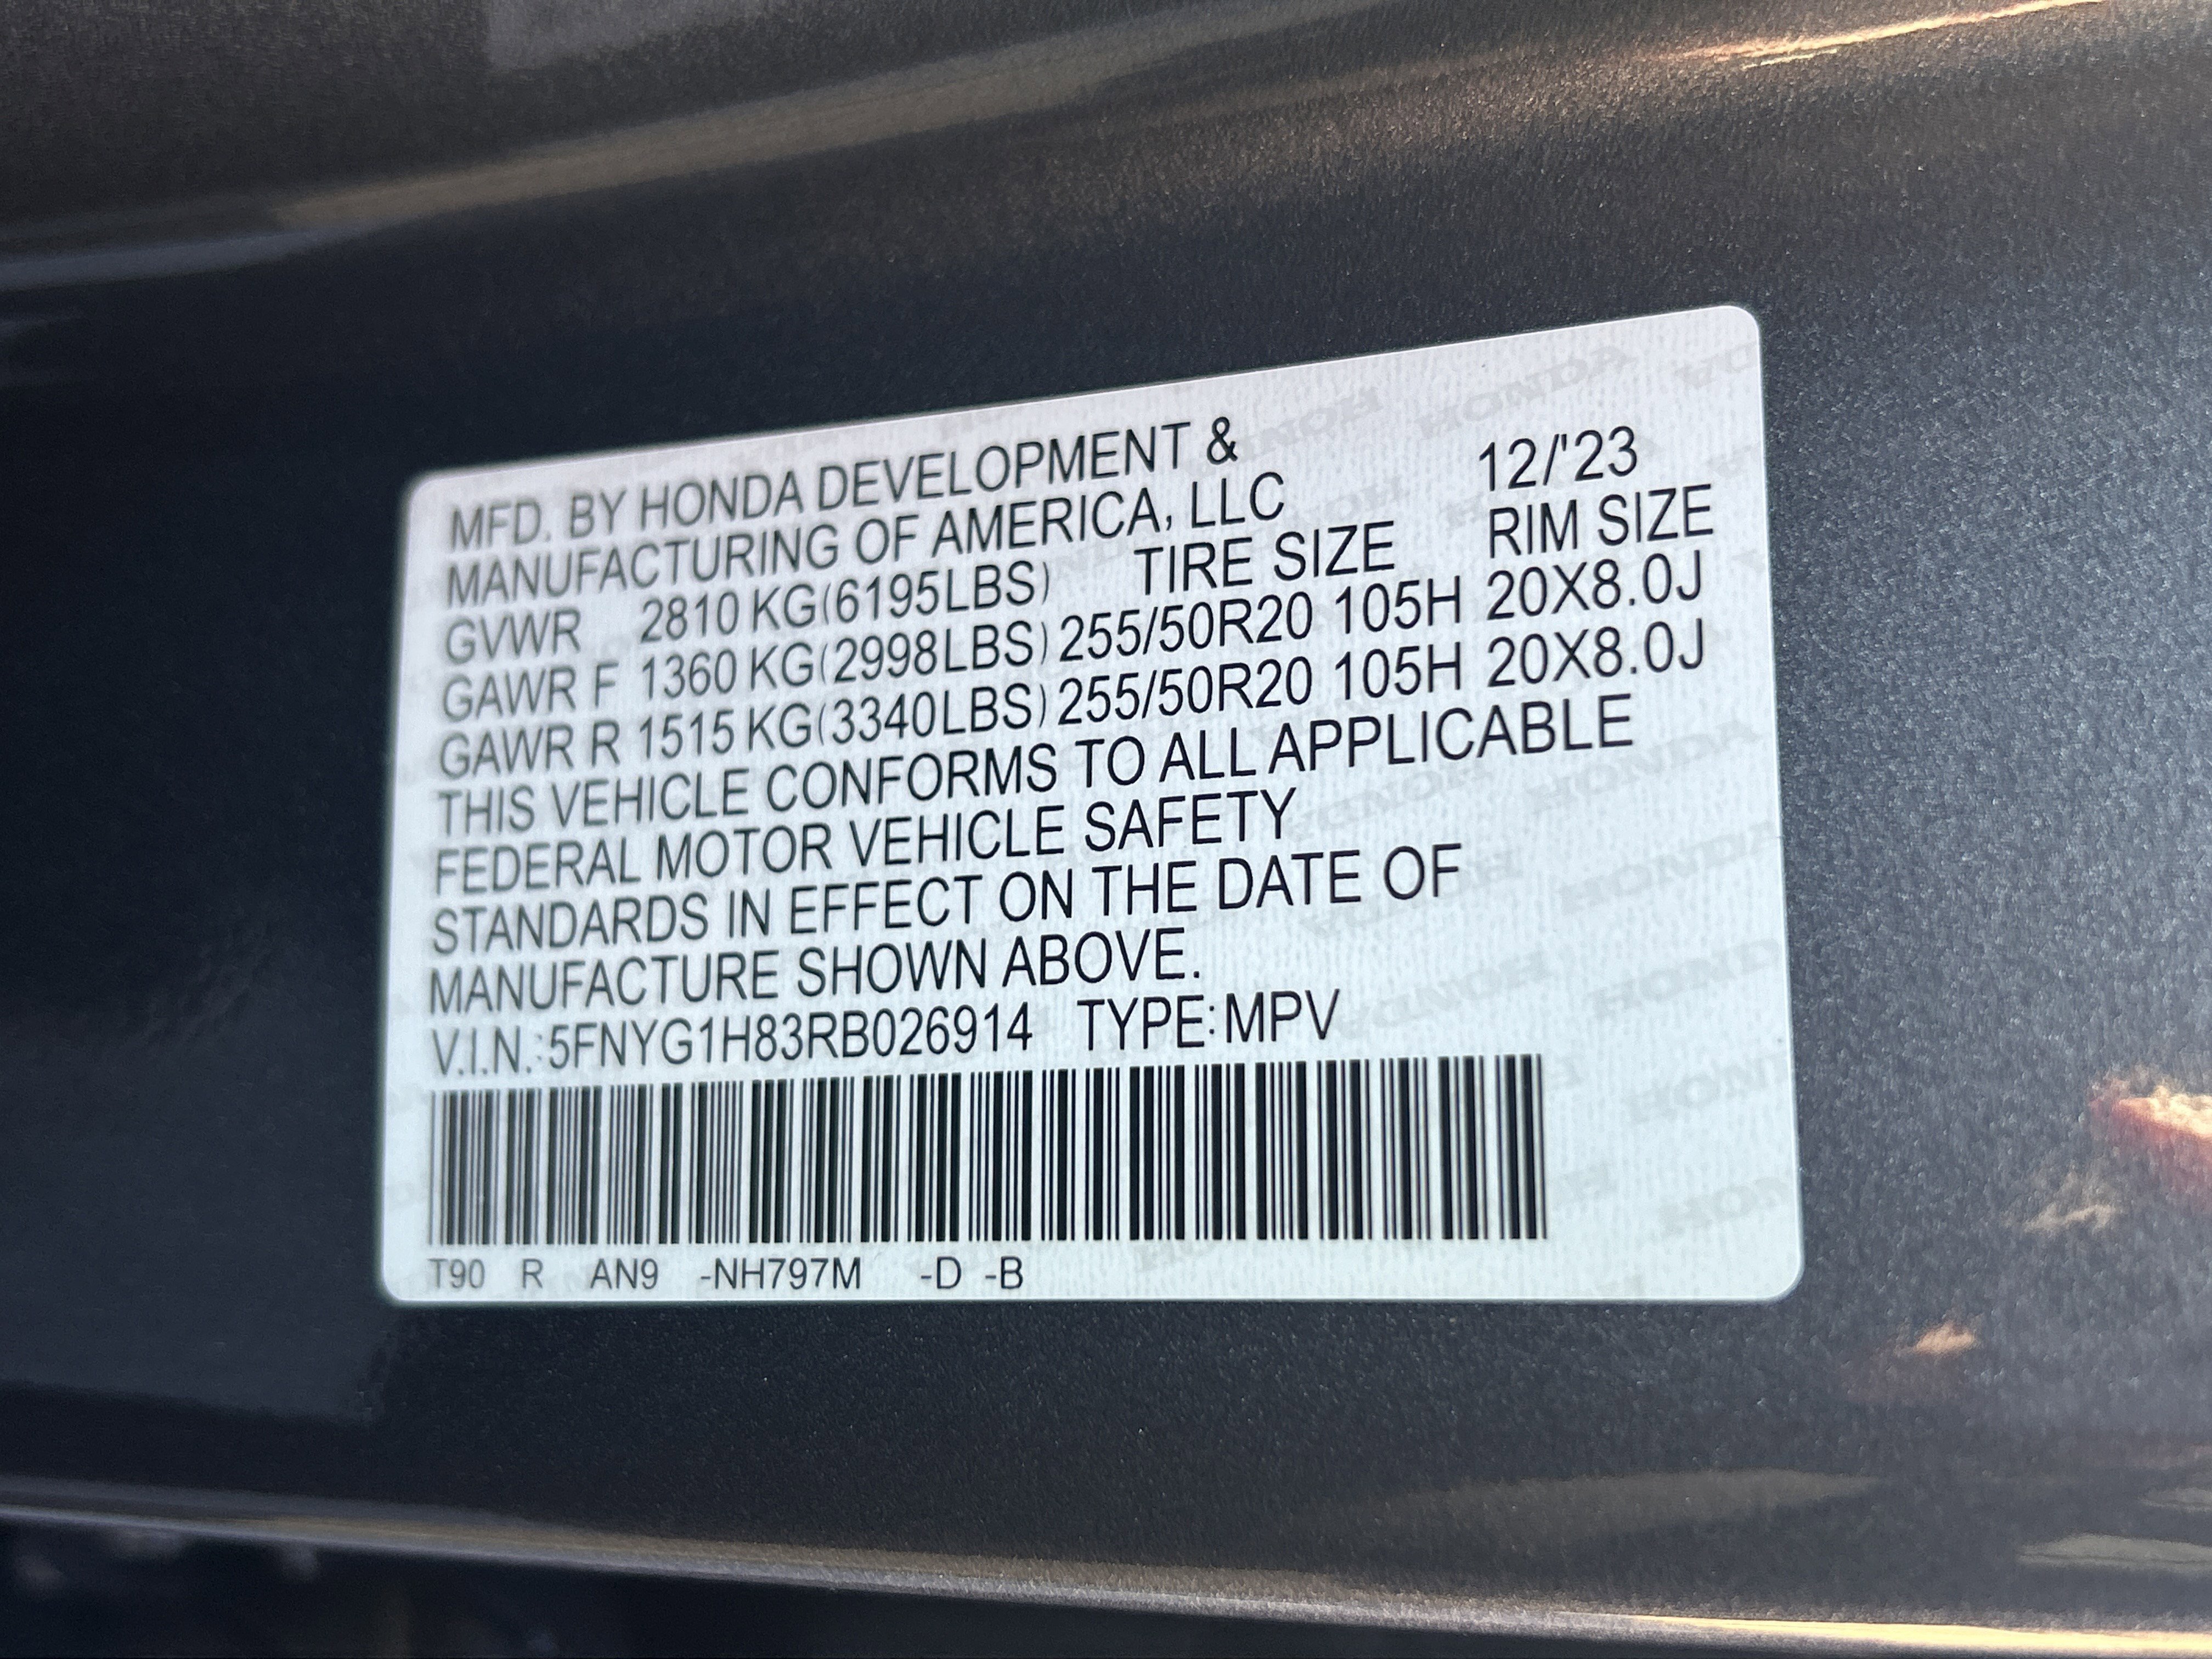 MFD. BY HONDA DEVELOPMENT &
MANUFACTURING OF AMERICA, LLC 12/'23
GVWR 2810 KG(6195LBS) TIRE SIZE RIM SIZE
GAWR F 1360 KG(2998LBS) 255/50R20 105H 20X8.0J
GAWR R 1515 KG(3340LBS) 255/50R20 105H 20X8.0J
THIS VEHICLE CONFORMS TO ALL APPLICABLE
FEDERAL MOTOR VEHICLE SAFETY
STANDARDS IN EFFECT ON THE DATE OF
MANUFACTURE SHOWN ABOVE.
V.I.N.:5FNYG1H83RB026914 TYPE:MPV
T90 R AN9 -NH797M -D -B